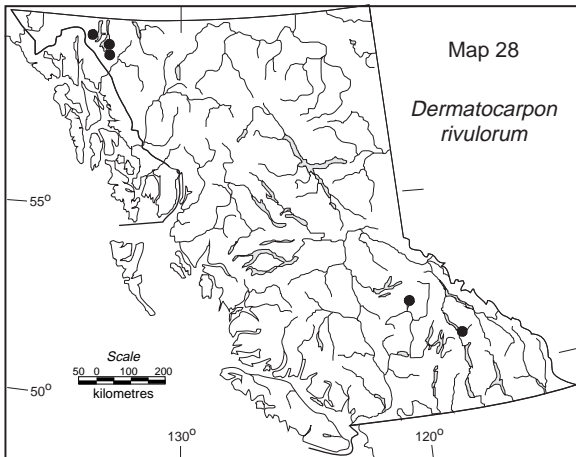 Map 28
Dermatocarpon
rivulorum
55°
Scale
50 0 100 200
kilometres
50°
130°
120°